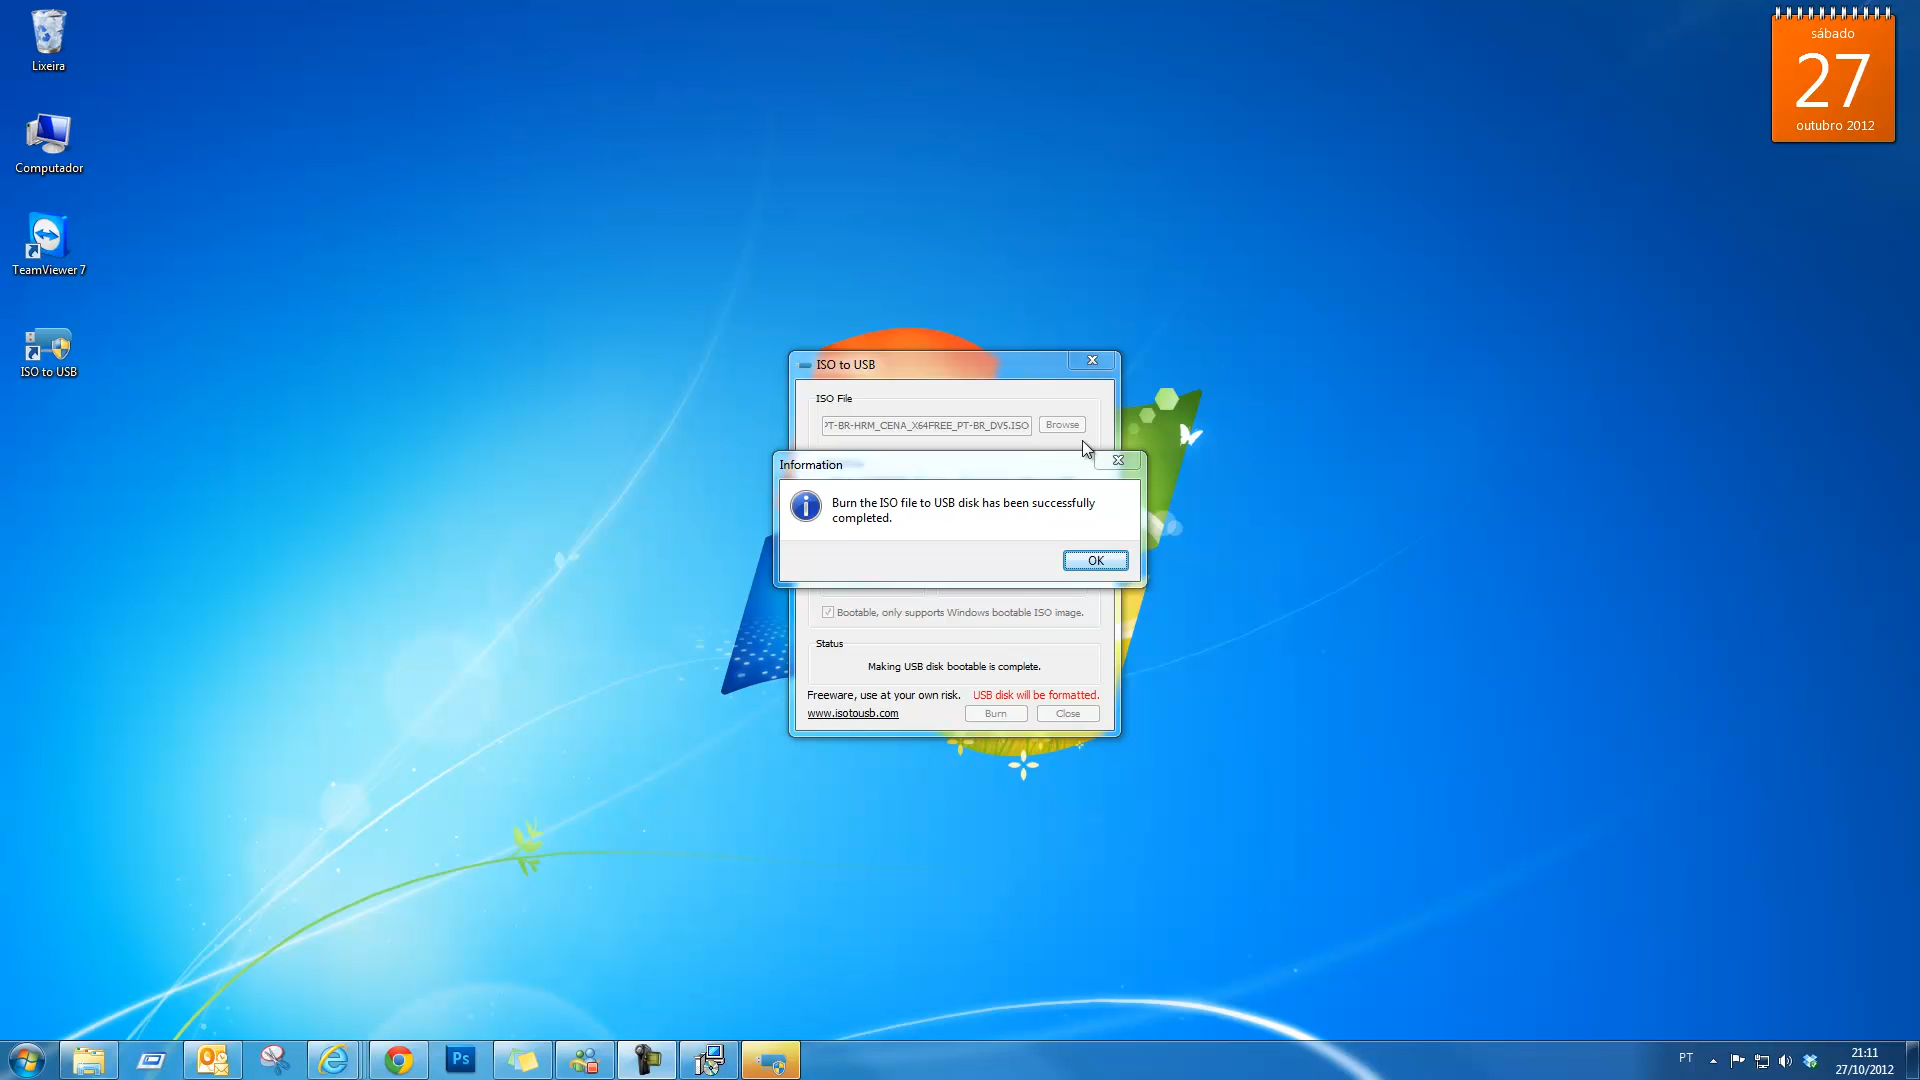 Lixeira
Computador
TeamViewer 7
ISO to USB
sábado
27
outubro 2012
ISO to USB
ISO File
PT-BR-HRM_CENA_X64FREE_PT-BR_DV5.ISO
Browse
Information
Burn the ISO file to USB disk has been successfully
completed.
OK
Bootable, only supports Windows bootable ISO image.
Status
Making USB disk bootable is complete.
Freeware, use at your own risk.
USB disk will be formatted.
www.isotousb.com
Burn
Close
Ps
PT
21:11
27/10/2012